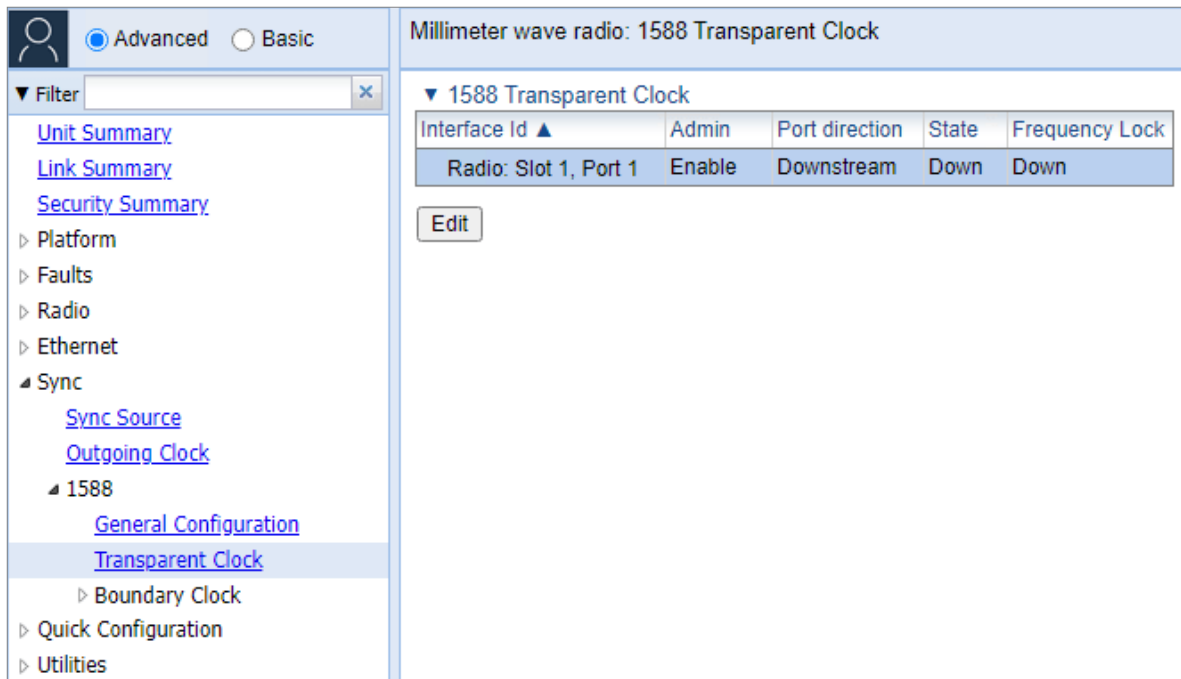 Advanced Basic
Millimeter wave radio: 1588 Transparent Clock
▼ Filter
Unit Summary
Link Summary
Security Summary
Platform
Faults
Radio
Ethernet
Sync
Sync Source
Outgoing Clock
1588
General Configuration
Transparent Clock
Boundary Clock
Quick Configuration
Utilities
▼ 1588 Transparent Clock
Interface Id ▲ Admin Port direction State Frequency Lock
Radio: Slot 1, Port 1 Enable Downstream Down Down
Edit